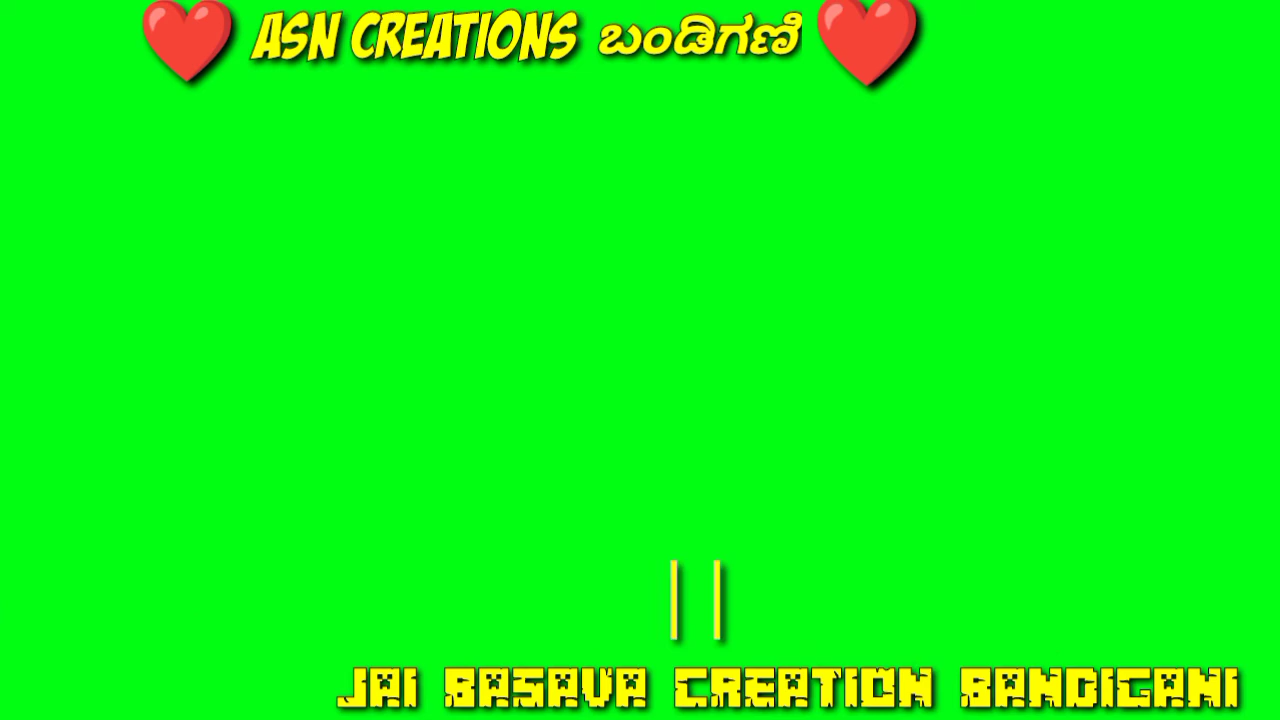 ❤️ ASN CREATIONS ಬಂಡಿಗಣಿ ❤️
||
JAI BASAVA CREATION BANDIGANI